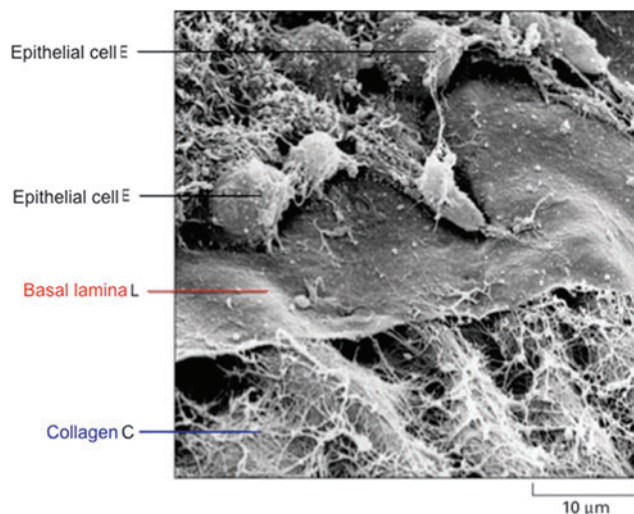 Epithelial cell E
Epithelial cell E
Basal lamina L
Collagen C
10 μm